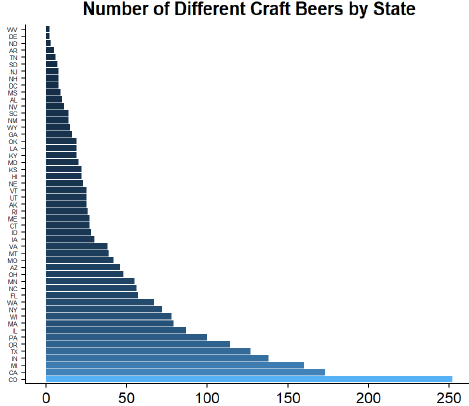 Number of Different Craft Beers by State
WV
DE
ND
AR
TN
SD
NJ
NH
DC
MS
AL
NV
SC
NM
WY
GA
OK
LA
KY
MD
KS
HI
NE
VT
UT
AK
RI
ME
CT
ID
IA
VA
MT
MO
AZ
OH
MN
NC
FL
WA
NY
WI
MA
IL
PA
OR
TX
IN
MI
CA
CO
0 50 100 150 200 250